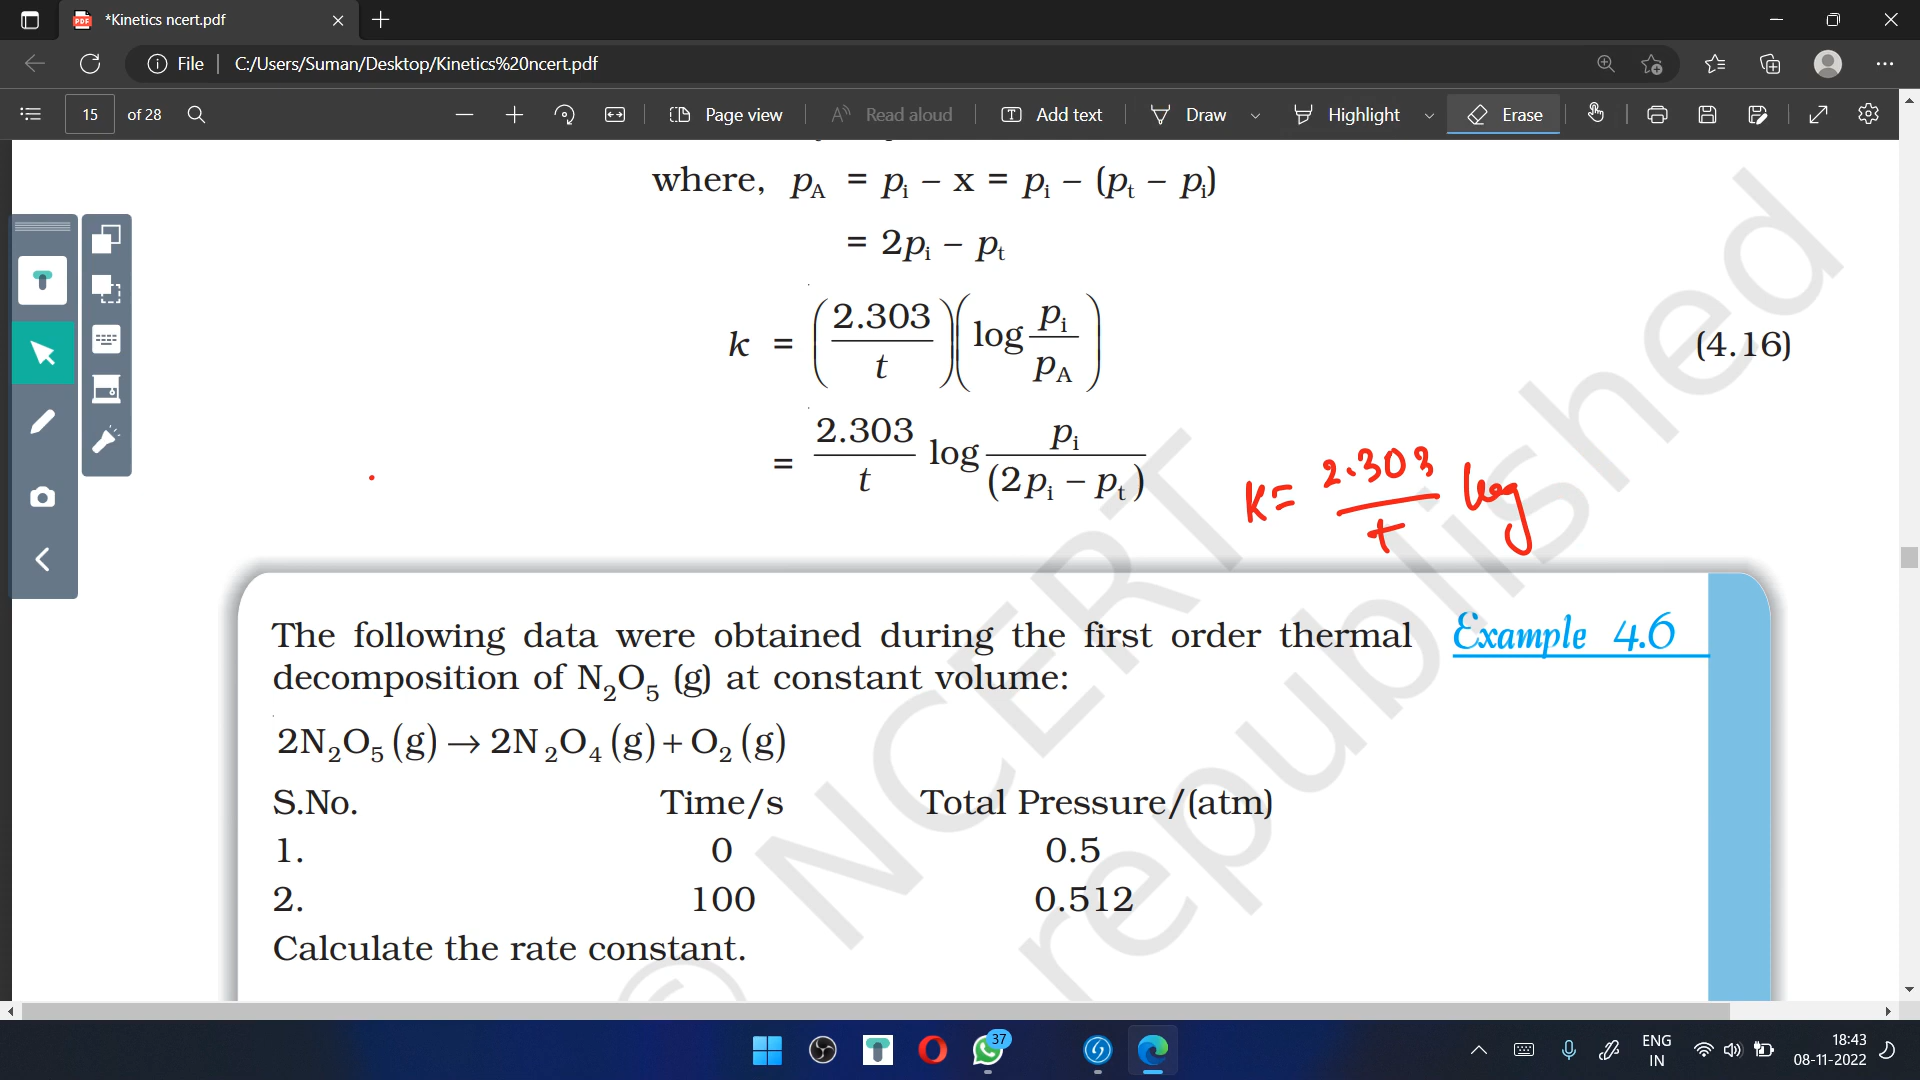 *Kinetics ncert.pdf
File C:/Users/Suman/Desktop/Kinetics%20ncert.pdf
15 of 28 Page view Read aloud Add text Draw Highlight Erase
where, pA = pi – x = pi – (pt – pi)
= 2pi – pt
k = (2.303/t)(log pi/pA) (4.16)
= 2.303/t log pi/(2pi – pt)
K= 2.303/t log
The following data were obtained during the first order thermal Example 4.6
decomposition of N2O5 (g) at constant volume:
2N2O5(g) → 2N2O4(g) + O2(g)
S.No. Time/s Total Pressure/(atm)
1. 0 0.5
2. 100 0.512
Calculate the rate constant.
© NCERT
republished
37
ENG
IN
18:43
08-11-2022